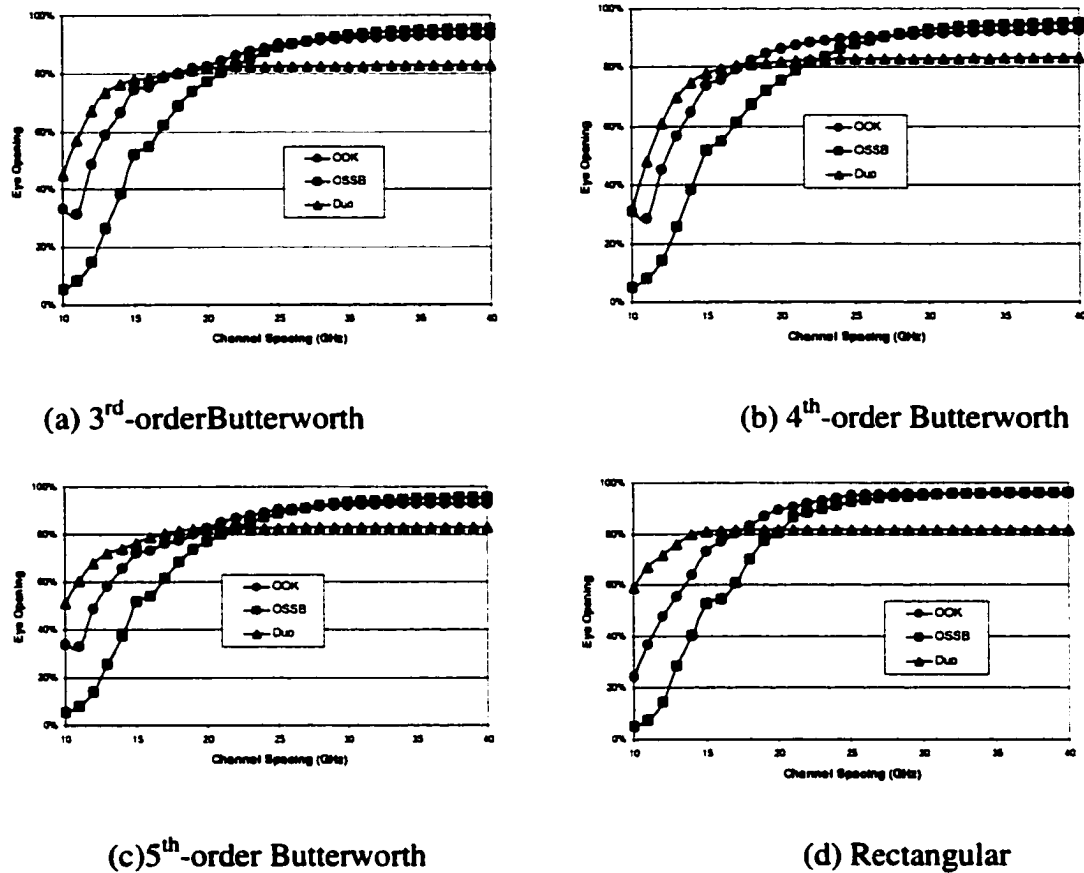 100%
80%
60%
40%
20%
0%
Eye Opening
OOK
OSSB
Duo
10 15 20 25 30 35 40
Channel Spacing (GHz)
(a) 3rd-orderButterworth
100%
80%
60%
40%
20%
0%
Eye Opening
OOK
OSSB
Duo
10 15 20 25 30 35 40
Channel Spacing (GHz)
(b) 4th-order Butterworth
100%
80%
60%
40%
20%
0%
Eye Opening
OOK
OSSB
Duo
10 15 20 25 30 35 40
Channel Spacing (GHz)
(c)5th-order Butterworth
100%
80%
60%
40%
20%
0%
Eye Opening
OOK
OSSB
Duo
10 15 20 25 30 35 40
Channel Spacing (GHz)
(d) Rectangular